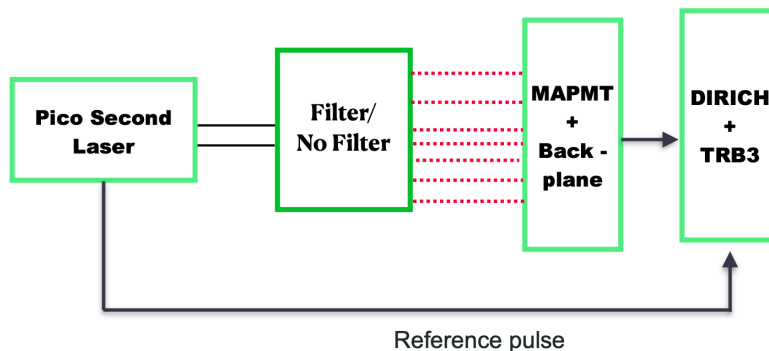 Pico Second
Laser
Filter/
No Filter
MAPMT
+
Back -
plane
DIRICH
+
TRB3
Reference pulse